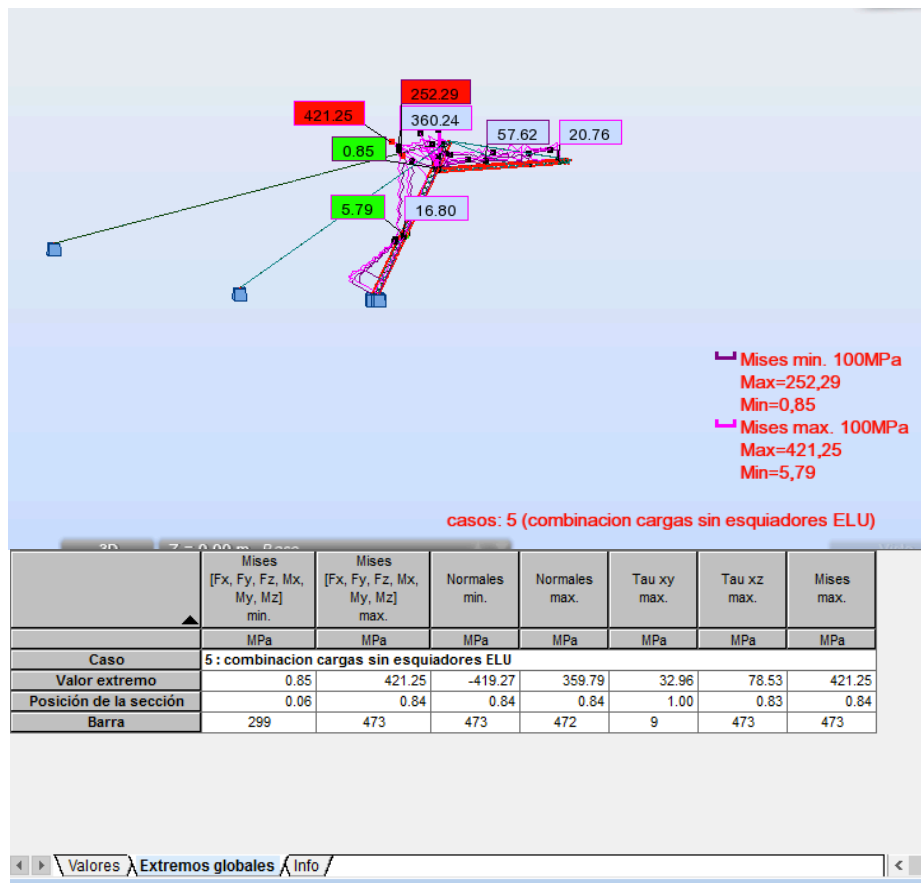 252.29
421.25
360.24
57.62
20.76
0.85
5.79
16.80
Mises min. 100MPa
Max=252,29
Min=0,85
Mises max. 100MPa
Max=421,25
Min=5,79
casos: 5 (combinacion cargas sin esquiadores ELU)
Mises [Fx, Fy, Fz, Mx, My, Mz] min. Mises [Fx, Fy, Fz, Mx, My, Mz] max. Normales min. Normales max. Tau xy max. Tau xz max. Mises max.
MPa MPa MPa MPa MPa MPa MPa
Caso 5 : combinacion cargas sin esquiadores ELU
Valor extremo 0.85 421.25 -419.27 359.79 32.96 78.53 421.25
Posición de la sección 0.06 0.84 0.84 0.84 1.00 0.83 0.84
Barra 299 473 473 472 9 473 473
Valores Extremos globales Info